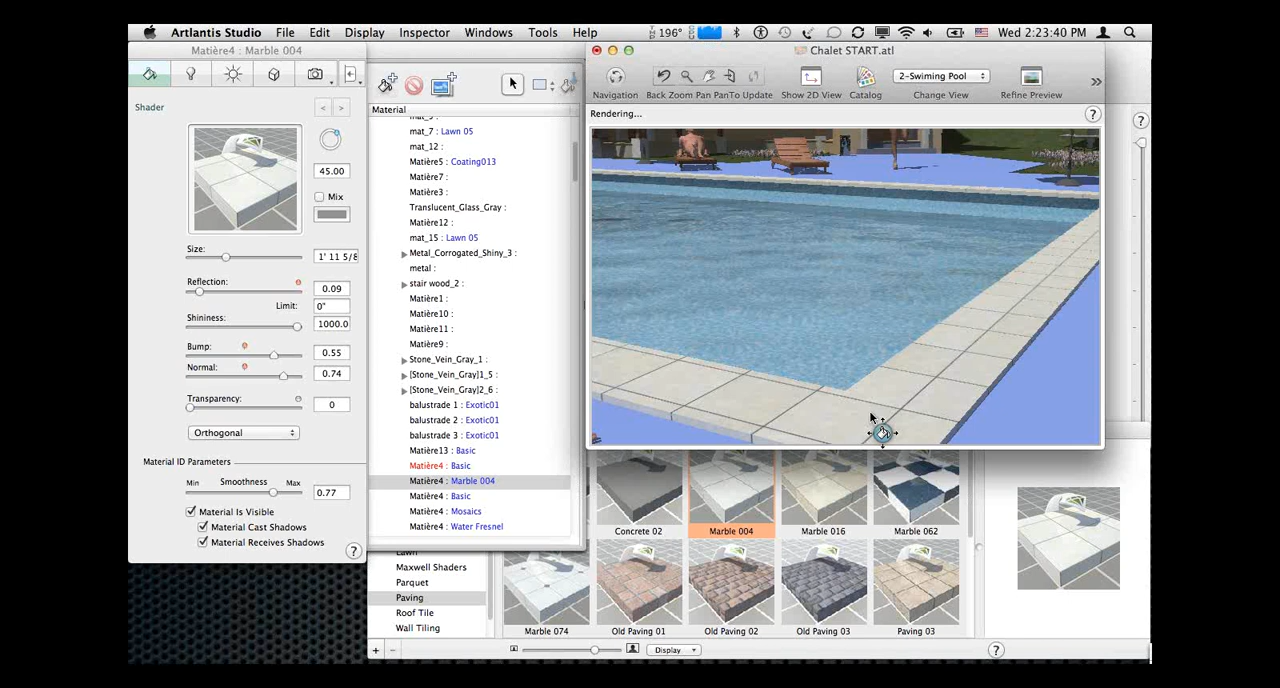 Artlantis Studio File Edit Display Inspector Windows Tools Help 196° Wed 2:23:40 PM
Matière4 : Marble 004
Shader
45.00
Mix
Size:
1' 11 5/8
Reflection:
0.09
Limit:
0"
Shininess:
1000.0
Bump:
0.55
Normal:
0.74
Transparency:
0
Orthogonal
Material ID Parameters
Min Smoothness Max
0.77
Material Is Visible
Material Cast Shadows
Material Receives Shadows
?
Material
mat_7 : Lawn 05
mat_12 :
Matière5 : Coating013
Matière7 :
Matière3 :
Translucent_Glass_Gray :
Matière12 :
mat_15 : Lawn 05
Metal_Corrogated_Shiny_3 :
metal :
stair wood_2 :
Matière1 :
Matière10 :
Matière11 :
Matière9 :
Stone_Vein_Gray_1 :
[Stone_Vein_Gray]1_5 :
[Stone_Vein_Gray]2_6 :
balustrade 1 : Exotic01
balustrade 2 : Exotic01
balustrade 3 : Exotic01
Matière13 : Basic
Matière4 : Basic
Matière4 : Marble 004
Matière4 : Basic
Matière4 : Mosaics
Matière4 : Water Fresnel
Chalet START.atl
2-Swiming Pool
Navigation Back Zoom Pan PanTo Update Show 2D View Catalog Change View Refine Preview
Rendering...
?
?
Concrete 02 Marble 004 Marble 016 Marble 062
Lawn
Maxwell Shaders
Parquet
Paving
Roof Tile
Wall Tiling
Marble 074 Old Paving 01 Old Paving 02 Old Paving 03 Paving 03
+ − Display ?